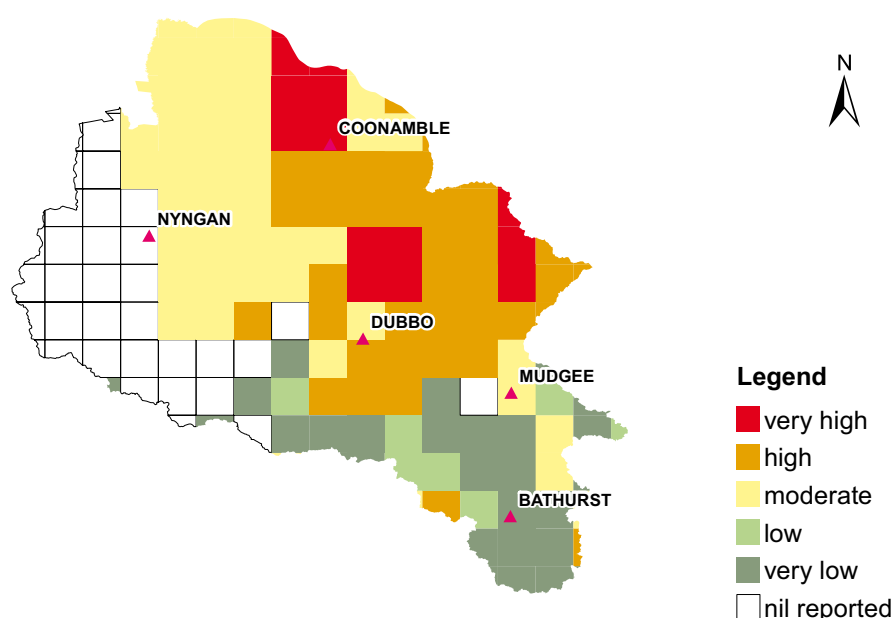 N
COONAMBLE
NYNGAN
DUBBO
MUDGEE
BATHURST
Legend
very high
high
moderate
low
very low
nil reported